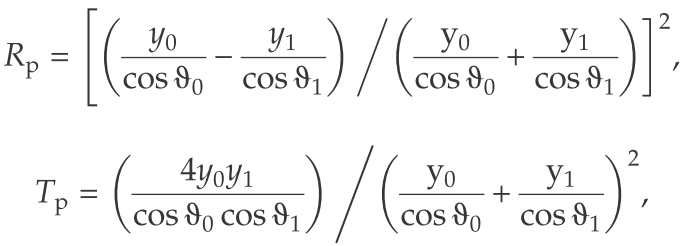 R_p = [ ( y_0 / cos ϑ_0 − y_1 / cos ϑ_1 ) / ( y_0 / cos ϑ_0 + y_1 / cos ϑ_1 ) ]^2,
T_p = ( 4y_0y_1 / cos ϑ_0 cos ϑ_1 ) / ( y_0 / cos ϑ_0 + y_1 / cos ϑ_1 )^2,